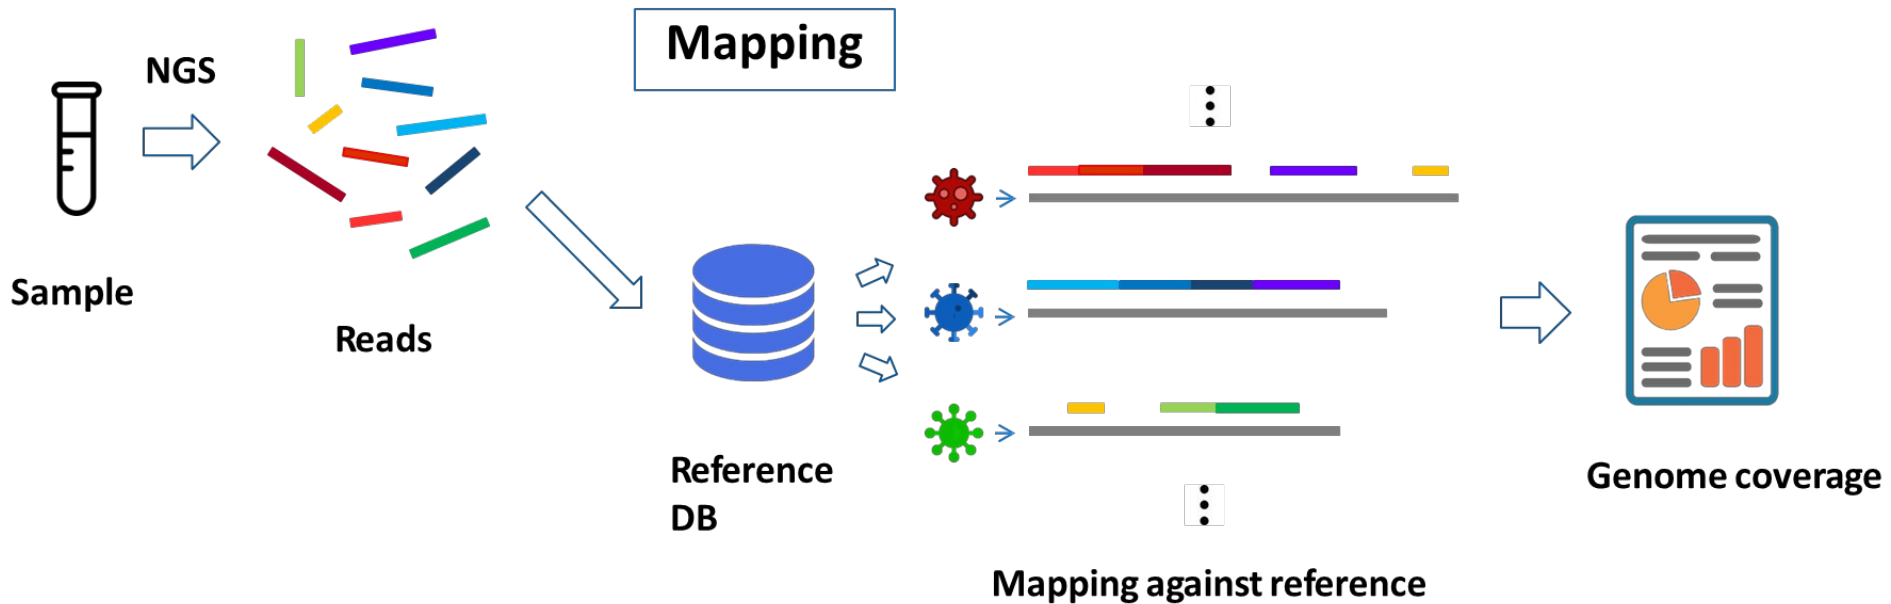 Mapping
NGS
Sample
Reads
Reference
DB
Mapping against reference
Genome coverage